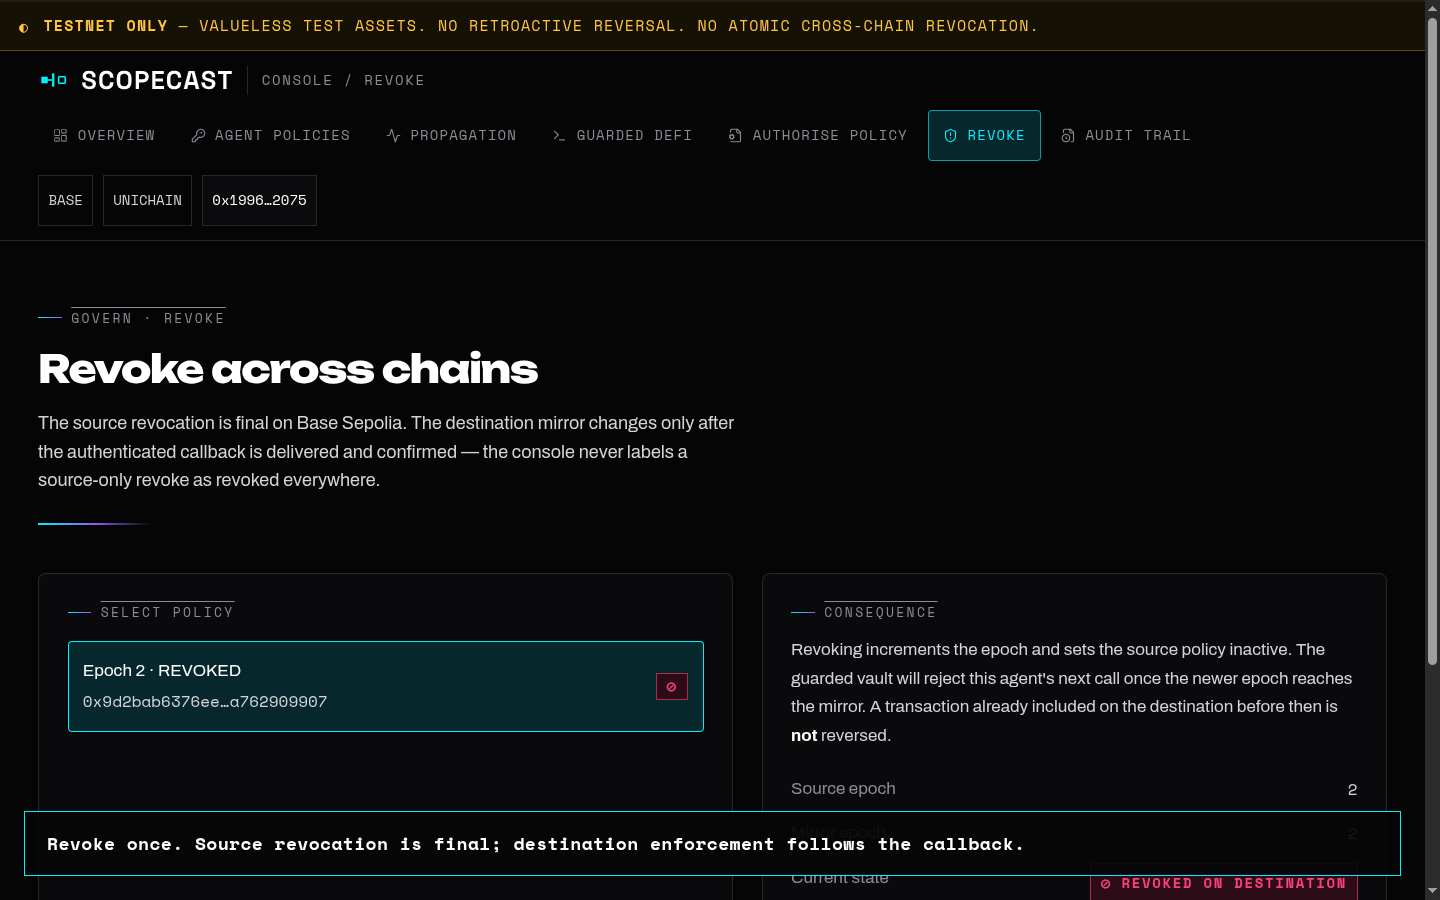 TESTNET ONLY — VALUELESS TEST ASSETS. NO RETROACTIVE REVERSAL. NO ATOMIC CROSS-CHAIN REVOCATION.
SCOPECAST
CONSOLE / REVOKE
OVERVIEW
AGENT POLICIES
PROPAGATION
GUARDED DEFI
AUTHORISE POLICY
REVOKE
AUDIT TRAIL
BASE
UNICHAIN
0x1996…2075
GOVERN · REVOKE
Revoke across chains
The source revocation is final on Base Sepolia. The destination mirror changes only after
the authenticated callback is delivered and confirmed — the console never labels a
source-only revoke as revoked everywhere.
SELECT POLICY
Epoch 2 · REVOKED
0x9d2bab6376ee…a762909907
CONSEQUENCE
Revoking increments the epoch and sets the source policy inactive. The
guarded vault will reject this agent's next call once the newer epoch reaches
the mirror. A transaction already included on the destination before then is
not reversed.
Source epoch
2
Mirror epoch
2
Revoke once. Source revocation is final; destination enforcement follows the callback.
Current state
REVOKED ON DESTINATION